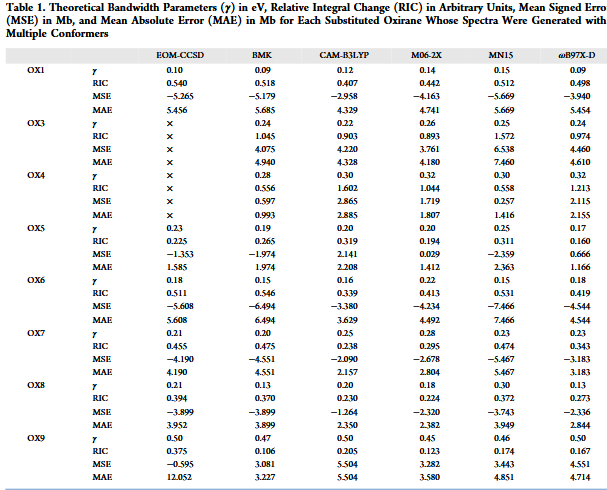 Table 1. Theoretical Bandwidth Parameters (γ) in eV, Relative Integral Change (RIC) in Arbitrary Units, Mean Signed Erro
(MSE) in Mb, and Mean Absolute Error (MAE) in Mb for Each Substituted Oxirane Whose Spectra Were Generated with
Multiple Conformers
EOM-CCSD BMK CAM-B3LYP M06-2X MN15 ωB97X-D
OX1 γ 0.10 0.09 0.12 0.14 0.15 0.09
RIC 0.540 0.518 0.407 0.442 0.512 0.498
MSE −5.265 −5.179 −2.958 −4.163 −5.669 −3.940
MAE 5.456 5.685 4.329 4.741 5.669 5.454
OX3 γ × 0.24 0.22 0.26 0.25 0.24
RIC × 1.045 0.903 0.893 1.572 0.974
MSE × 4.075 4.220 3.761 6.538 4.460
MAE × 4.940 4.328 4.180 7.460 4.610
OX4 γ × 0.28 0.30 0.32 0.30 0.32
RIC × 0.556 1.602 1.044 0.558 1.213
MSE × 0.597 2.865 1.719 0.257 2.115
MAE × 0.993 2.885 1.807 1.416 2.155
OX5 γ 0.23 0.19 0.20 0.20 0.25 0.17
RIC 0.225 0.265 0.319 0.194 0.311 0.160
MSE −1.353 −1.974 2.141 0.029 −2.359 0.666
MAE 1.585 1.974 2.208 1.412 2.363 1.166
OX6 γ 0.18 0.15 0.16 0.22 0.15 0.18
RIC 0.511 0.546 0.339 0.413 0.531 0.419
MSE −5.608 −6.494 −3.380 −4.234 −7.466 −4.544
MAE 5.608 6.494 3.629 4.492 7.466 4.544
OX7 γ 0.21 0.20 0.25 0.28 0.23 0.23
RIC 0.455 0.475 0.238 0.295 0.474 0.343
MSE −4.190 −4.551 −2.090 −2.678 −5.467 −3.183
MAE 4.190 4.551 2.157 2.804 5.467 3.183
OX8 γ 0.21 0.13 0.20 0.18 0.30 0.13
RIC 0.394 0.370 0.230 0.224 0.372 0.273
MSE −3.899 −3.899 −1.264 −2.320 −3.743 −2.336
MAE 3.952 3.899 2.350 2.382 3.949 2.844
OX9 γ 0.50 0.47 0.50 0.45 0.46 0.50
RIC 0.375 0.106 0.205 0.123 0.174 0.167
MSE −0.595 3.081 5.504 3.282 3.443 4.551
MAE 12.052 3.227 5.504 3.580 4.851 4.714